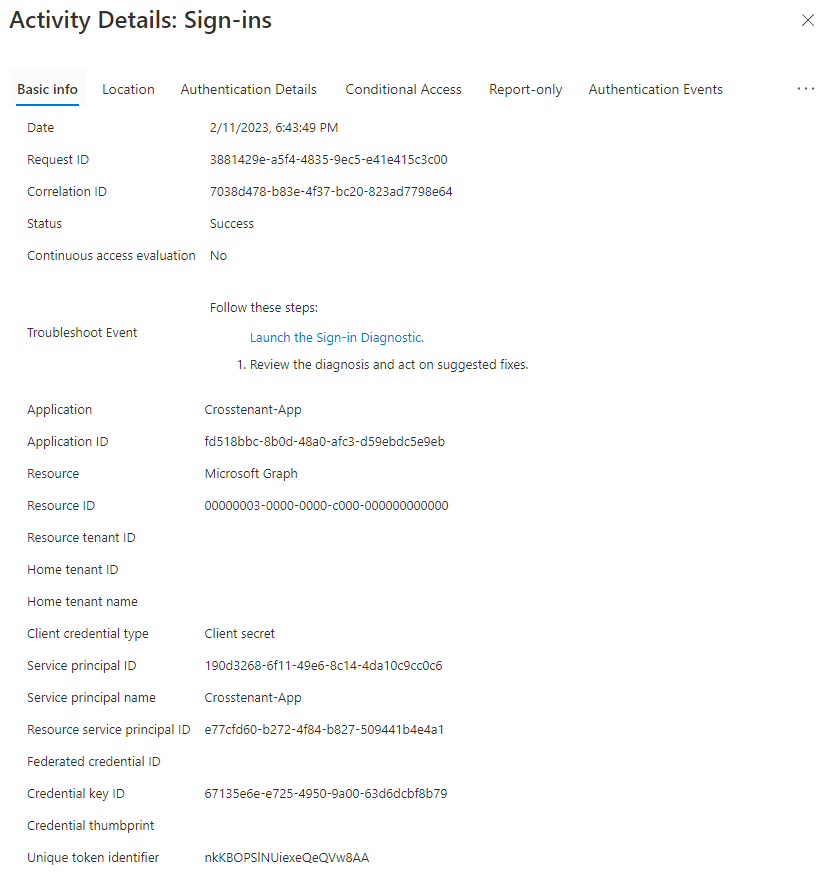 Activity Details: Sign-ins
Basic info Location Authentication Details Conditional Access Report-only Authentication Events ...
Date 2/11/2023, 6:43:49 PM
Request ID 3881429e-a5f4-4835-9ec5-e41e415c3c00
Correlation ID 7038d478-b83e-4f37-bc20-823ad7798e64
Status Success
Continuous access evaluation No
Follow these steps:
Troubleshoot Event
Launch the Sign-in Diagnostic.
1. Review the diagnosis and act on suggested fixes.
Application Crosstenant-App
Application ID fd518bbc-8b0d-48a0-afc3-d59ebdc5e9eb
Resource Microsoft Graph
Resource ID 00000003-0000-0000-c000-000000000000
Resource tenant ID
Home tenant ID
Home tenant name
Client credential type Client secret
Service principal ID 190d3268-6f11-49e6-8c14-4da10c9cc0c6
Service principal name Crosstenant-App
Resource service principal ID e77cfd60-b272-4f84-b827-509441b4e4a1
Federated credential ID
Credential key ID 67135e6e-e725-4950-9a00-63d6dcbf8b79
Credential thumbprint
Unique token identifier nkKBOPSlNUiexeQeQVw8AA